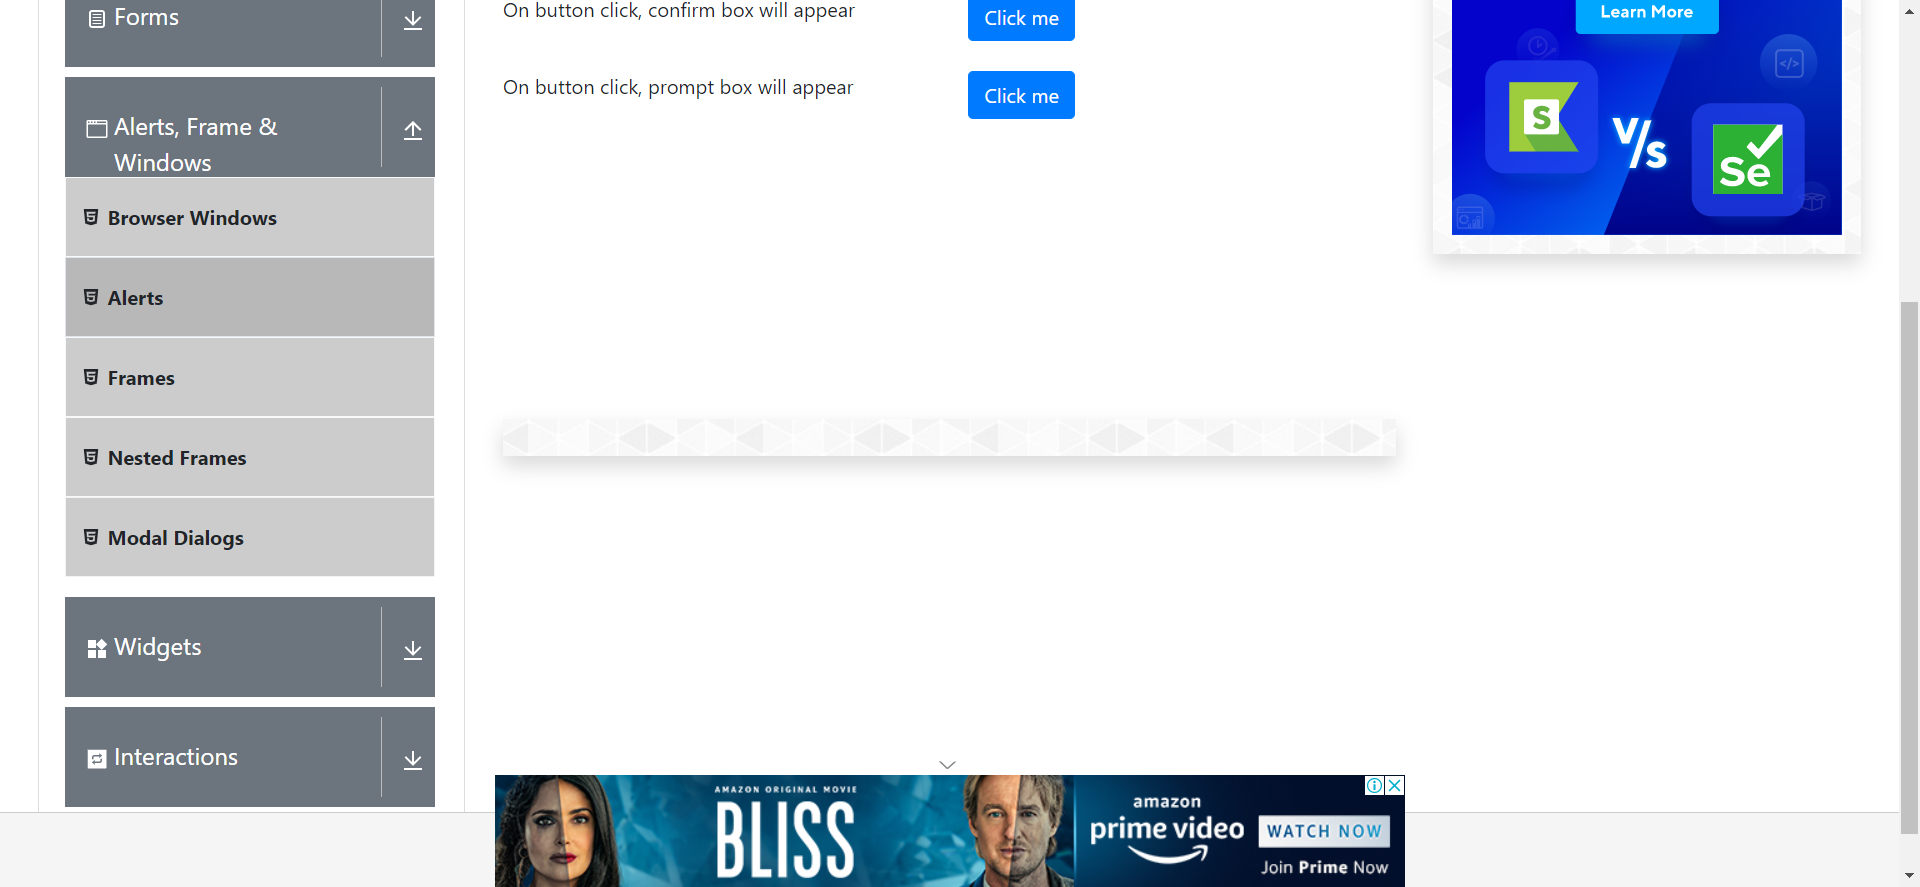 Forms
Alerts, Frame &
Windows
Browser Windows
Alerts
Frames
Nested Frames
Modal Dialogs
Widgets
Interactions
On button click, confirm box will appear
Click me
On button click, prompt box will appear
Click me
Learn More
S
V/s
Se
AMAZON ORIGINAL MOVIE
BLISS
amazon
prime video
WATCH NOW
Join Prime Now